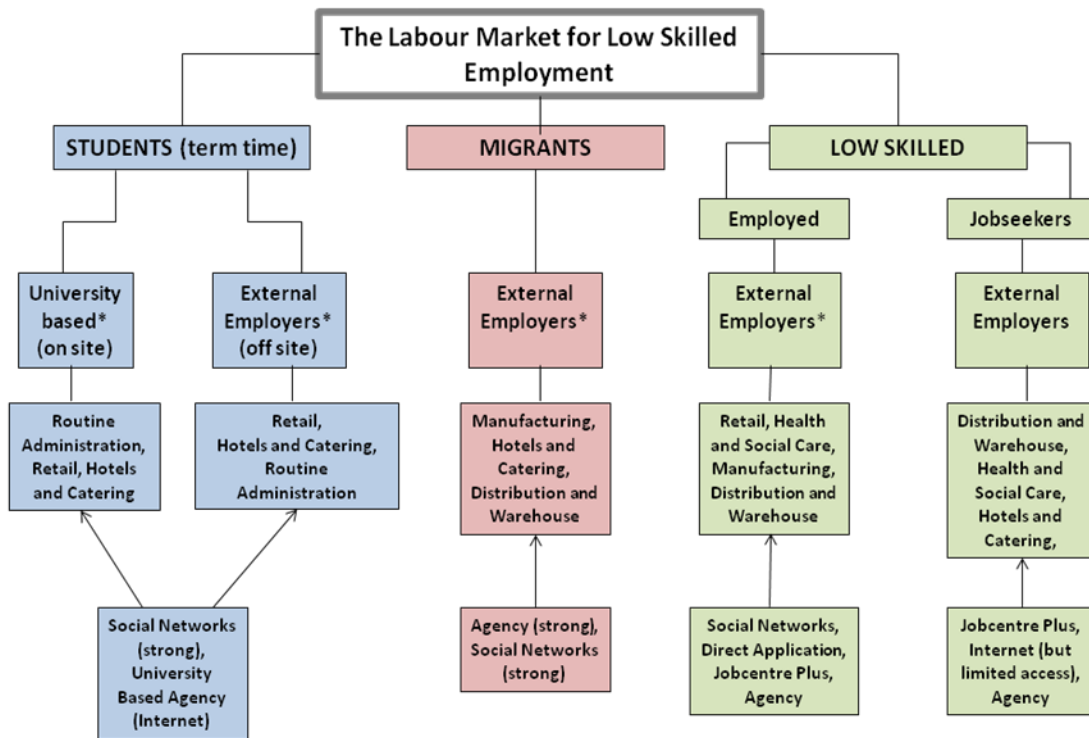 The Labour Market for Low Skilled
Employment
STUDENTS (term time)
MIGRANTS
LOW SKILLED
Employed
Jobseekers
University
based*
(on site)
External
Employers*
(off site)
External
Employers*
External
Employers*
External
Employers
Routine
Administration,
Retail, Hotels
and Catering
Retail,
Hotels and Catering,
Routine
Administration
Manufacturing,
Hotels and
Catering,
Distribution and
Warehouse
Retail, Health
and Social Care,
Manufacturing,
Distribution and
Warehouse
Distribution and
Warehouse,
Health and
Social Care,
Hotels and
Catering,
Social Networks
(strong),
University
Based Agency
(Internet)
Agency (strong),
Social Networks
(strong)
Social Networks,
Direct Application,
Jobcentre Plus,
Agency
Jobcentre Plus,
Internet (but
limited access),
Agency